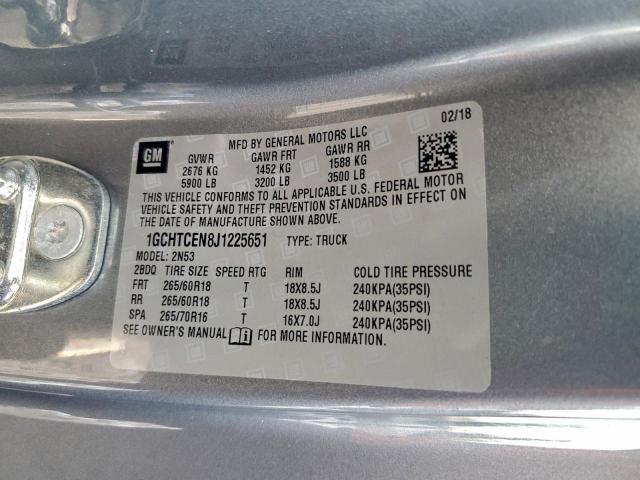 GM
MFD BY GENERAL MOTORS LLC
02/18
GVWR GAWR FRT GAWR RR
2676 KG 1452 KG 1588 KG
5900 LB 3200 LB 3500 LB
THIS VEHICLE CONFORMS TO ALL APPLICABLE U.S. FEDERAL MOTOR
VEHICLE SAFETY AND THEFT PREVENTION STANDARDS IN EFFECT ON
THE DATE OF MANUFACTURE SHOWN ABOVE.
1GCHTCEN8J1225651 TYPE: TRUCK
MODEL: 2N53
2BDQ TIRE SIZE SPEED RTG RIM COLD TIRE PRESSURE
FRT 265/60R18 T 18X8.5J 240KPA(35PSI)
RR 265/60R18 T 18X8.5J 240KPA(35PSI)
SPA 265/70R16 T 16X7.0J 240KPA(35PSI)
SEE OWNER'S MANUAL FOR MORE INFORMATION.